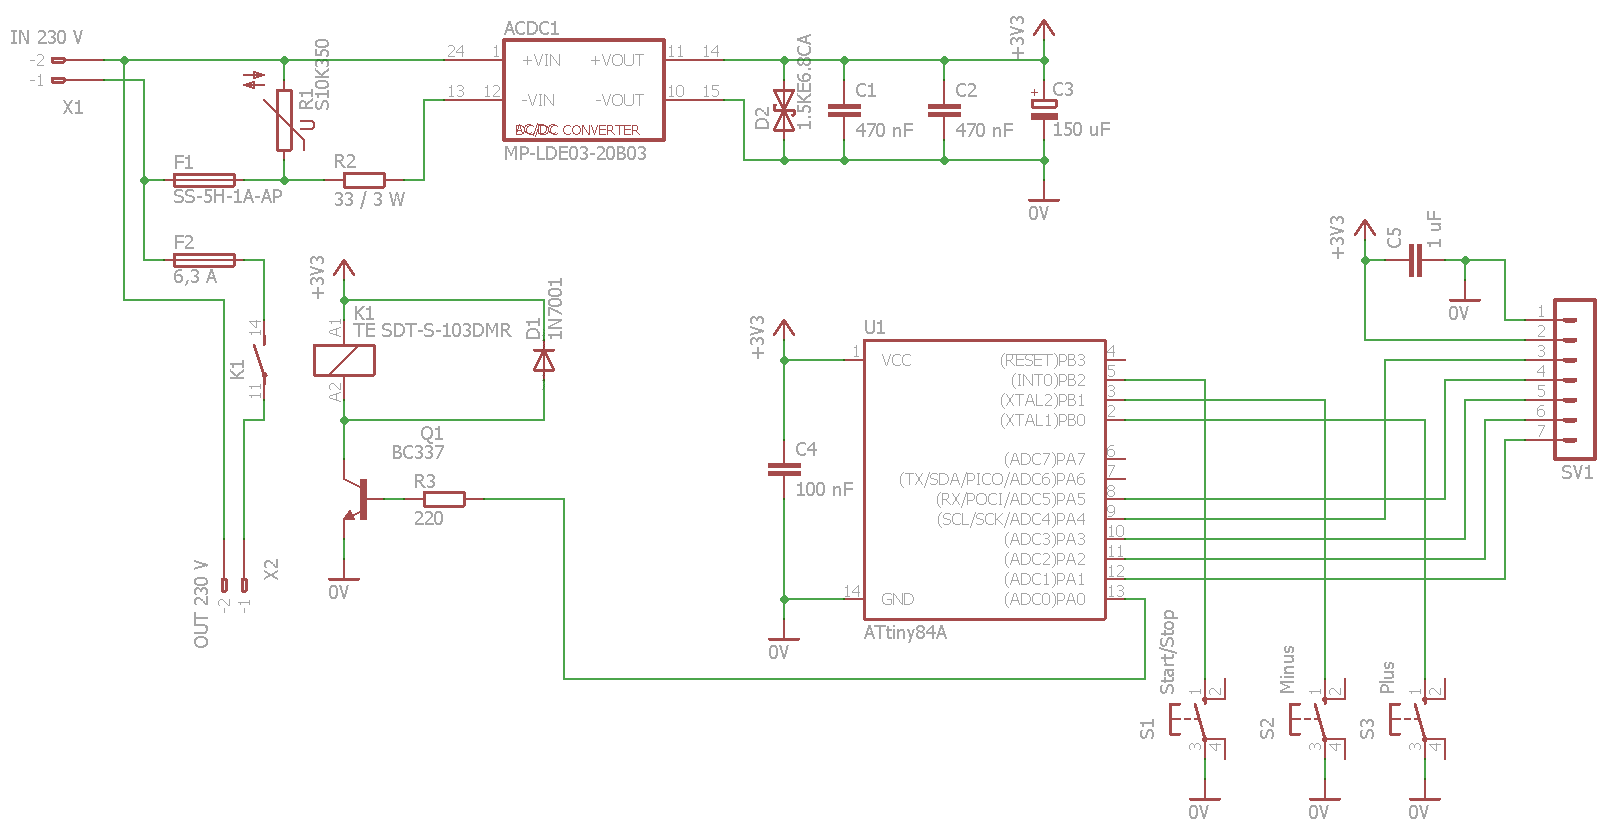 IN 230 V
-2
-1
X1
R1
S10K350
U
F1
SS-5H-1A-AP
R2
33 / 3 W
F2
6,3 A
ACDC1
24 1 +VIN +VOUT 11 14
13 12 -VIN -VOUT 10 15
AC/DC CONVERTER
MP-LDE03-20B03
D2
1.5KE6.8CA
C1
470 nF
C2
470 nF
+3V3
+
C3
150 uF
0V
+3V3
K1
TE SDT-S-103DMR
A1
A2
D1
1N7001
K1
14
11
Q1
BC337
R3
220
0V
OUT 230 V
-2
-1
X2
+3V3
C4
100 nF
0V
U1
1 VCC
14 GND
(RESET)PB3 4
(INT0)PB2 5
(XTAL2)PB1 3
(XTAL1)PB0 2
(ADC7)PA7 6
(TX/SDA/PICO/ADC6)PA6 7
(RX/POCI/ADC5)PA5 8
(SCL/SCK/ADC4)PA4 9
(ADC3)PA3 10
(ADC2)PA2 11
(ADC1)PA1 12
(ADC0)PA0 13
ATtiny84A
+3V3
C5
1 uF
0V
1
2
3
4
5
6
7
SV1
Start/Stop
S1
1 2
3 4
0V
Minus
S2
1 2
3 4
0V
Plus
S3
1 2
3 4
0V